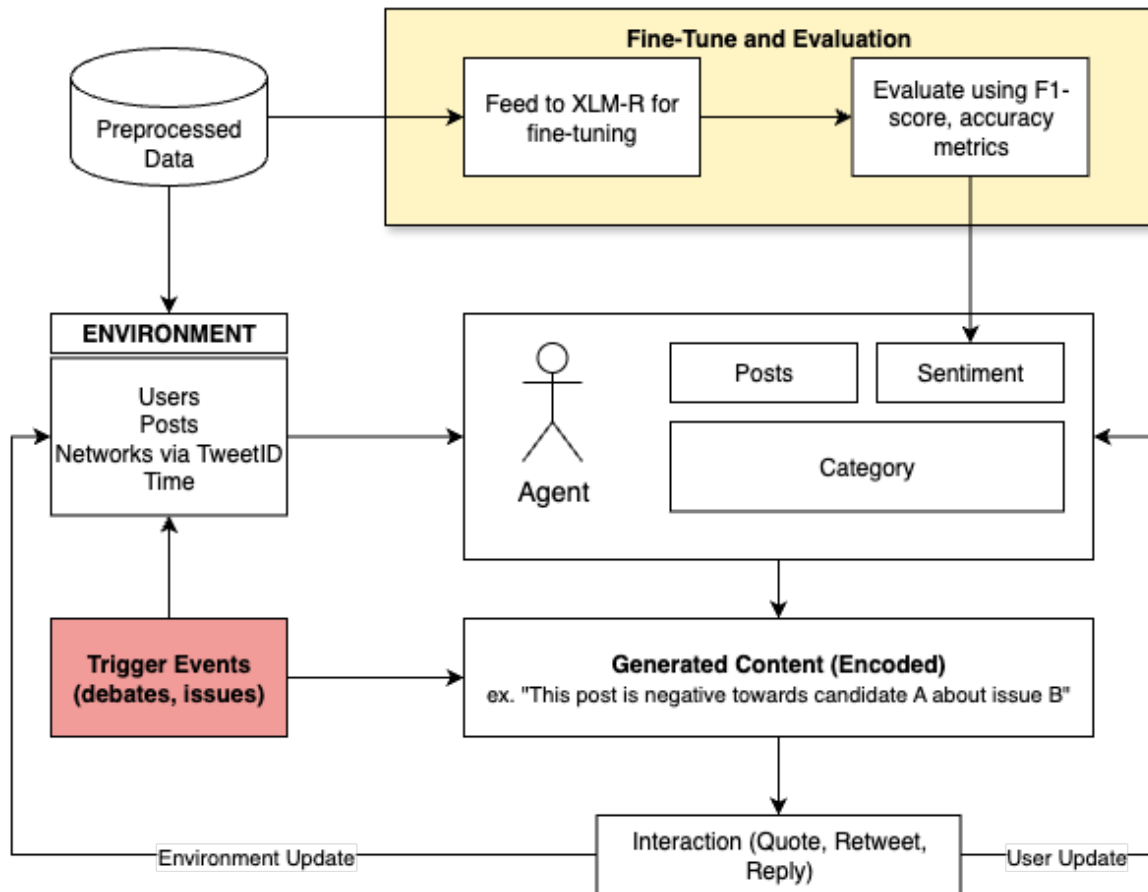 Fine-Tune and Evaluation
Preprocessed
Data
Feed to XLM-R for
fine-tuning
Evaluate using F1-
score, accuracy
metrics
ENVIRONMENT
Users
Posts
Networks via TweetID
Time
Agent
Posts
Sentiment
Category
Trigger Events
(debates, issues)
Generated Content (Encoded)
ex. "This post is negative towards candidate A about issue B"
Environment Update
Interaction (Quote, Retweet,
Reply)
User Update